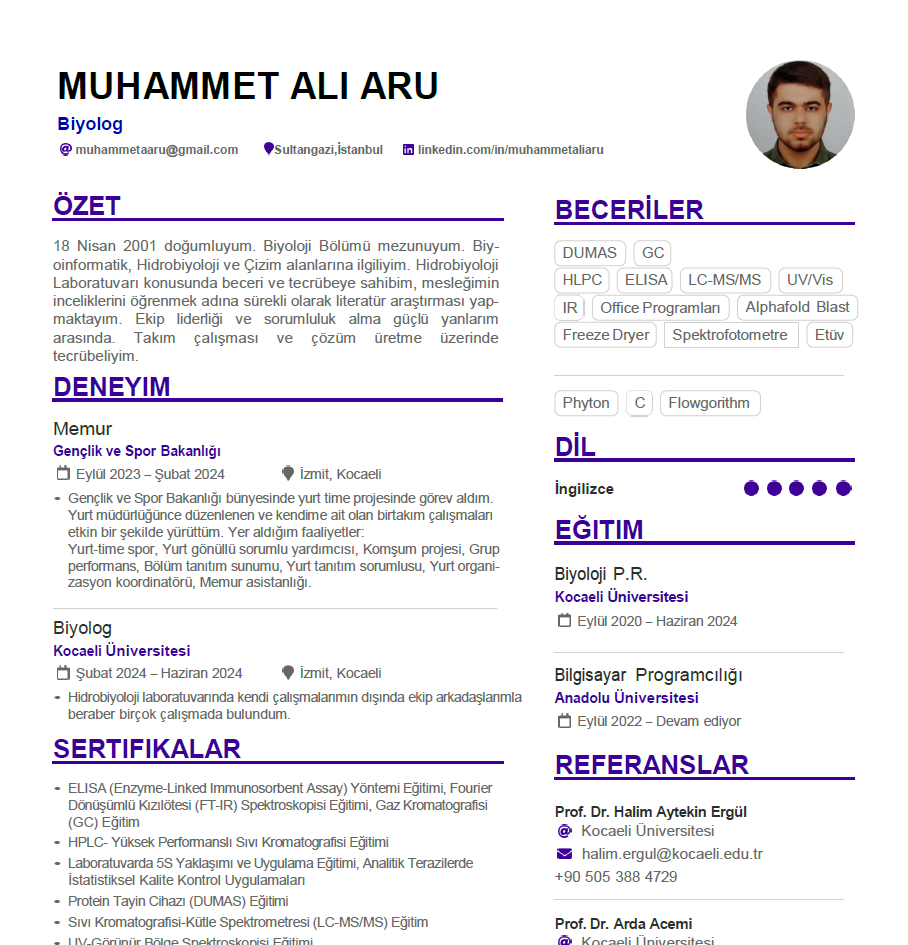 MUHAMMET ALI ARU
Biyolog
muhammetaaru@gmail.com Sultangazi,İstanbul linkedin.com/in/muhammetaliaru
ÖZET
18 Nisan 2001 doğumluyum. Biyoloji Bölümü mezunuyum. Biy-
oinformatik, Hidrobiyoloji ve Çizim alanlarına ilgiliyim. Hidrobiyoloji
Laboratuvarı konusunda beceri ve tecrübeye sahibim, mesleğimin
inceliklerini öğrenmek adına sürekli olarak literatür araştırması yap-
maktayım. Ekip liderliği ve sorumluluk alma güçlü yanlarım
arasında. Takım çalışması ve çözüm üretme üzerinde
tecrübeliyim.
DENEYIM
Memur
Gençlik ve Spor Bakanlığı
Eylül 2023 – Şubat 2024 İzmit, Kocaeli
- Gençlik ve Spor Bakanlığı bünyesinde yurt time projesinde görev aldım.
Yurt müdürlüğünce düzenlenen ve kendime ait olan birtakım çalışmaları
etkin bir şekilde yürüttüm. Yer aldığım faaliyetler:
Yurt-time spor, Yurt gönüllü sorumlu yardımcısı, Komşum projesi, Grup
performans, Bölüm tanıtım sunumu, Yurt tanıtım sorumlusu, Yurt organi-
zasyon koordinatörü, Memur asistanlığı.
Biyolog
Kocaeli Üniversitesi
Şubat 2024 – Haziran 2024 İzmit, Kocaeli
- Hidrobiyoloji laboratuvarında kendi çalışmalarımın dışında ekip arkadaşlarımla
beraber birçok çalışmada bulundum.
SERTIFIKALAR
- ELISA (Enzyme-Linked Immunosorbent Assay) Yöntemi Eğitimi, Fourier
Dönüşümlü Kızılötesi (FT-IR) Spektroskopisi Eğitimi, Gaz Kromatografisi
(GC) Eğitim
- HPLC- Yüksek Performanslı Sıvı Kromatografisi Eğitimi
- Laboratuvarda 5S Yaklaşımı ve Uygulama Eğitimi, Analitik Terazilerde
İstatistiksel Kalite Kontrol Uygulamaları
- Protein Tayin Cihazı (DUMAS) Eğitimi
- Sıvı Kromatografisi-Kütle Spektrometresi (LC-MS/MS) Eğitim
- UV-Görünür Bölge Spektroskopisi Eğitimi
BECERİLER
DUMAS GC
HLPC ELISA LC-MS/MS UV/Vis
IR Office Programları Alphafold Blast
Freeze Dryer Spektrofotometre Etüv
Phyton C Flowgorithm
DİL
İngilizce
EĞITIM
Biyoloji P.R.
Kocaeli Üniversitesi
Eylül 2020 – Haziran 2024
Bilgisayar Programcılığı
Anadolu Üniversitesi
Eylül 2022 – Devam ediyor
REFERANSLAR
Prof. Dr. Halim Aytekin Ergül
Kocaeli Üniversitesi
halim.ergul@kocaeli.edu.tr
+90 505 388 4729
Prof. Dr. Arda Acemi
Kocaeli Üniversitesi